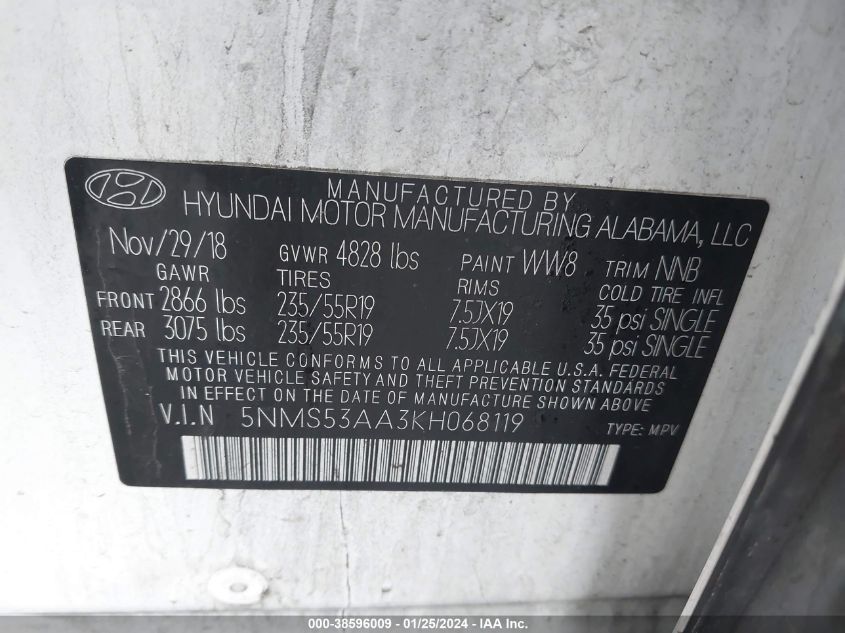 MANUFACTURED BY
HYUNDAI MOTOR MANUFACTURING ALABAMA, LLC
Nov/29/18 GVWR 4828 lbs PAINT WW8 TRIM NNB
GAWR TIRES RIMS COLD TIRE INFL
FRONT 2866 lbs 235/55R19 7.5JX19 35 psi SINGLE
REAR 3075 lbs 235/55R19 7.5JX19 35 psi SINGLE
THIS VEHICLE CONFORMS TO ALL APPLICABLE U.S.A. FEDERAL
MOTOR VEHICLE SAFETY AND THEFT PREVENTION STANDARDS
IN EFFECT ON THE DATE OF MANUFACTURE SHOWN ABOVE
V.I.N 5NMS53AA3KH068119 TYPE: MPV
000-38596009 - 01/25/2024 - IAA Inc.